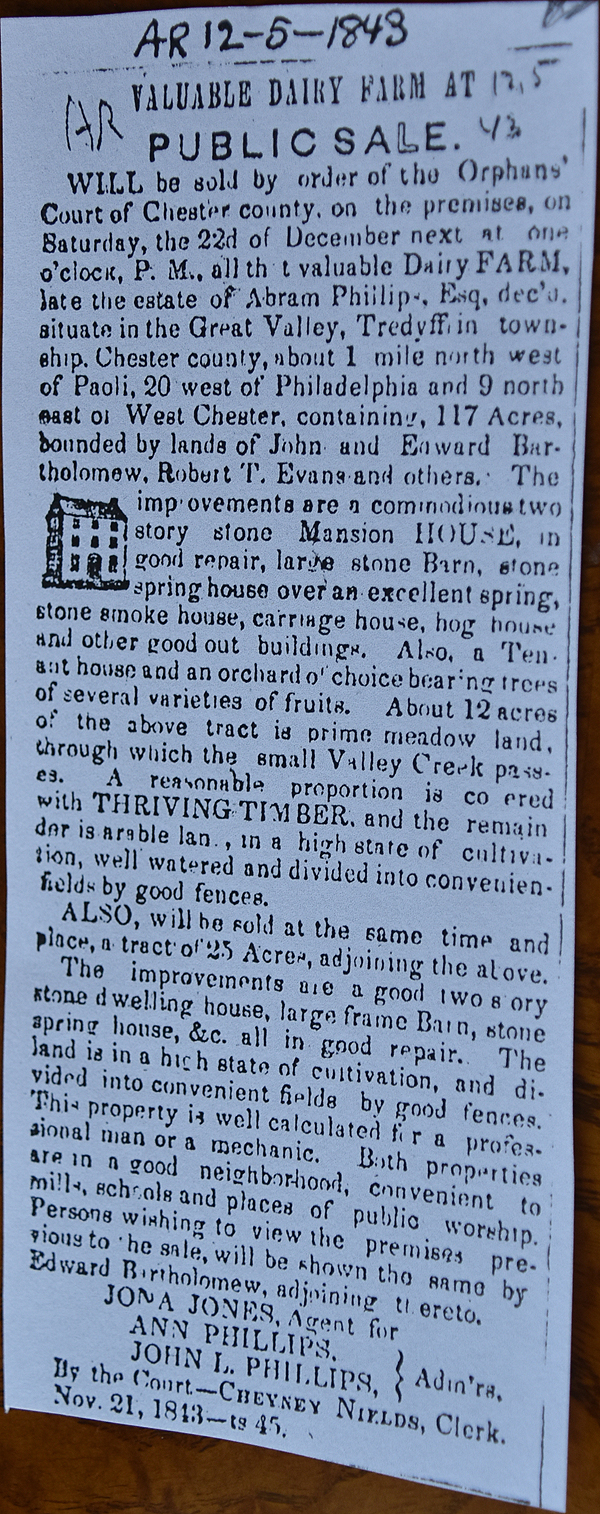 AR 12-5-1843
VALUABLE DAIRY FARM AT 12,5
AR PUBLIC SALE. 43
WILL be sold by order of the Orphans'
Court of Chester county, on the premises, on
Saturday, the 22d of December next at one
o'clock, P. M., all th t valuable Dairy FARM,
late the estate of Abram Phillips, Esq, dec'd.
situate in the Great Valley, Tredyffrin town-
ship, Chester county, about 1 mile north west
of Paoli, 20 west of Philadelphia and 9 north
east of West Chester, containing, 117 Acres,
bounded by lands of John and Edward Bar-
tholomew, Robert T. Evans and others. The
improvements are a commodious two
story stone Mansion HOUSE, in
good repair, large stone Barn, stone
spring house over an excellent spring,
stone smoke house, carriage house, hog house
and other good out buildings. Also, a Ten-
ant house and an orchard of choice bearing trees
of several varieties of fruits. About 12 acres
of the above tract is prime meadow land,
through which the small Valley Creek pass-
es. A reasonable proportion is co ered
with THRIVING TIMBER, and the remain
der is arable lan , in a high state of cultiva-
tion, well watered and divided into convenien-
fields by good fences.
ALSO, will be sold at the same time and
place, a tract of 25 Acres, adjoining the above.
The improvements are a good two s ory
stone dwelling house, large frame Barn, stone
spring house, &c. all in good repair. The
land is in a high state of cultivation, and di-
vided into convenient fields by good fences.
This property is well calculated for a profes-
sional man or a mechanic. Both properties
are in a good neighborhood, convenient to
mills, schools and places of public worship.
Persons wishing to view the premises pre-
vious to the sale, will be shown the same by
Edward Bartholomew, adjoining thereto.
JONA JONES, Agent for
ANN PHILLIPS,
JOHN L. PHILLIPS, } Adm'rs.
By the Court—CHEYNEY NIELDS, Clerk.
Nov. 21, 1843—ts 45.